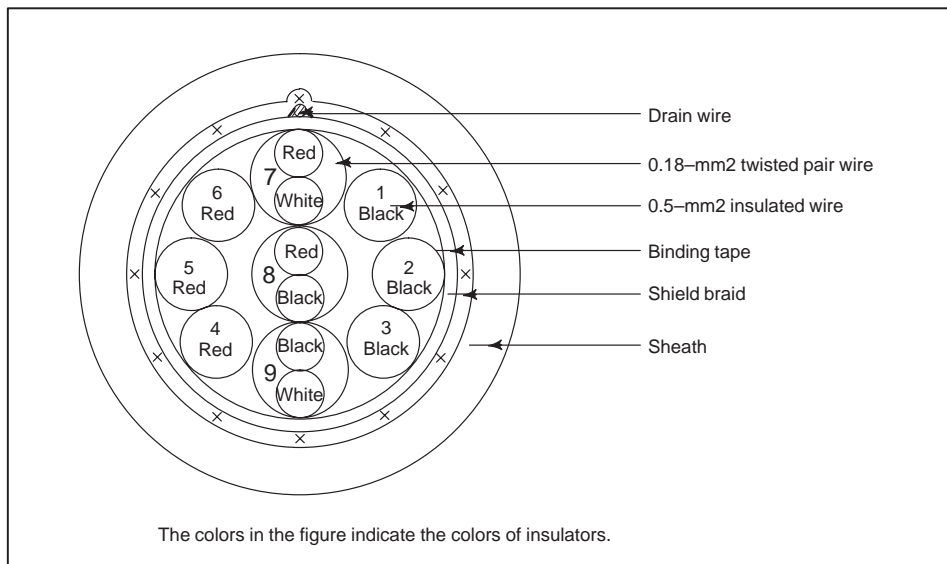 Drain wire
Red
7
0.18–mm2 twisted pair wire
6
Red
White
1
Black
0.5–mm2 insulated wire
Red
Binding tape
5
Red
8
2
Black
Black
Shield braid
4
Red
Black
3
Black
Sheath
9
White
The colors in the figure indicate the colors of insulators.